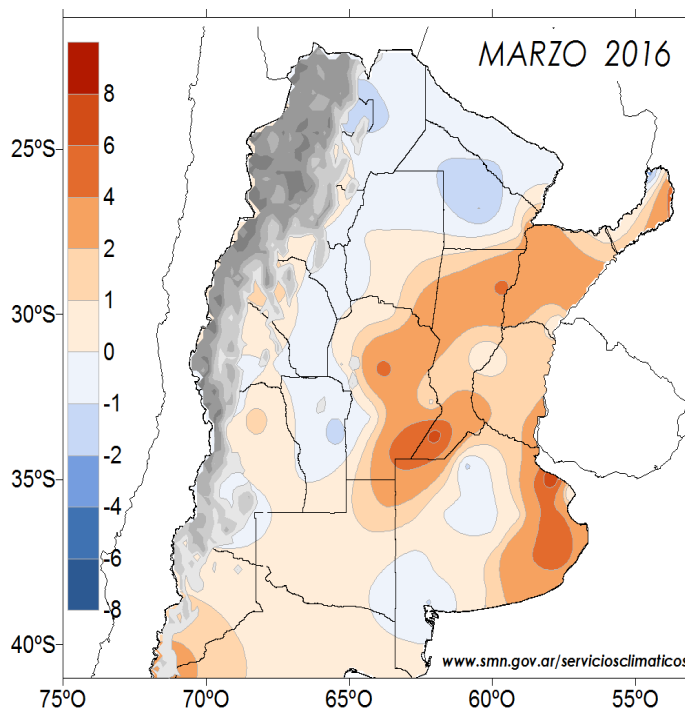 MARZO 2016
8
6
4
2
1
0
-1
-2
-4
-6
-8
25ºS
30ºS
35ºS
40ºS
www.smn.gov.ar/serviciosclimaticos
75ºO 70ºO 65ºO 60ºO 55ºO